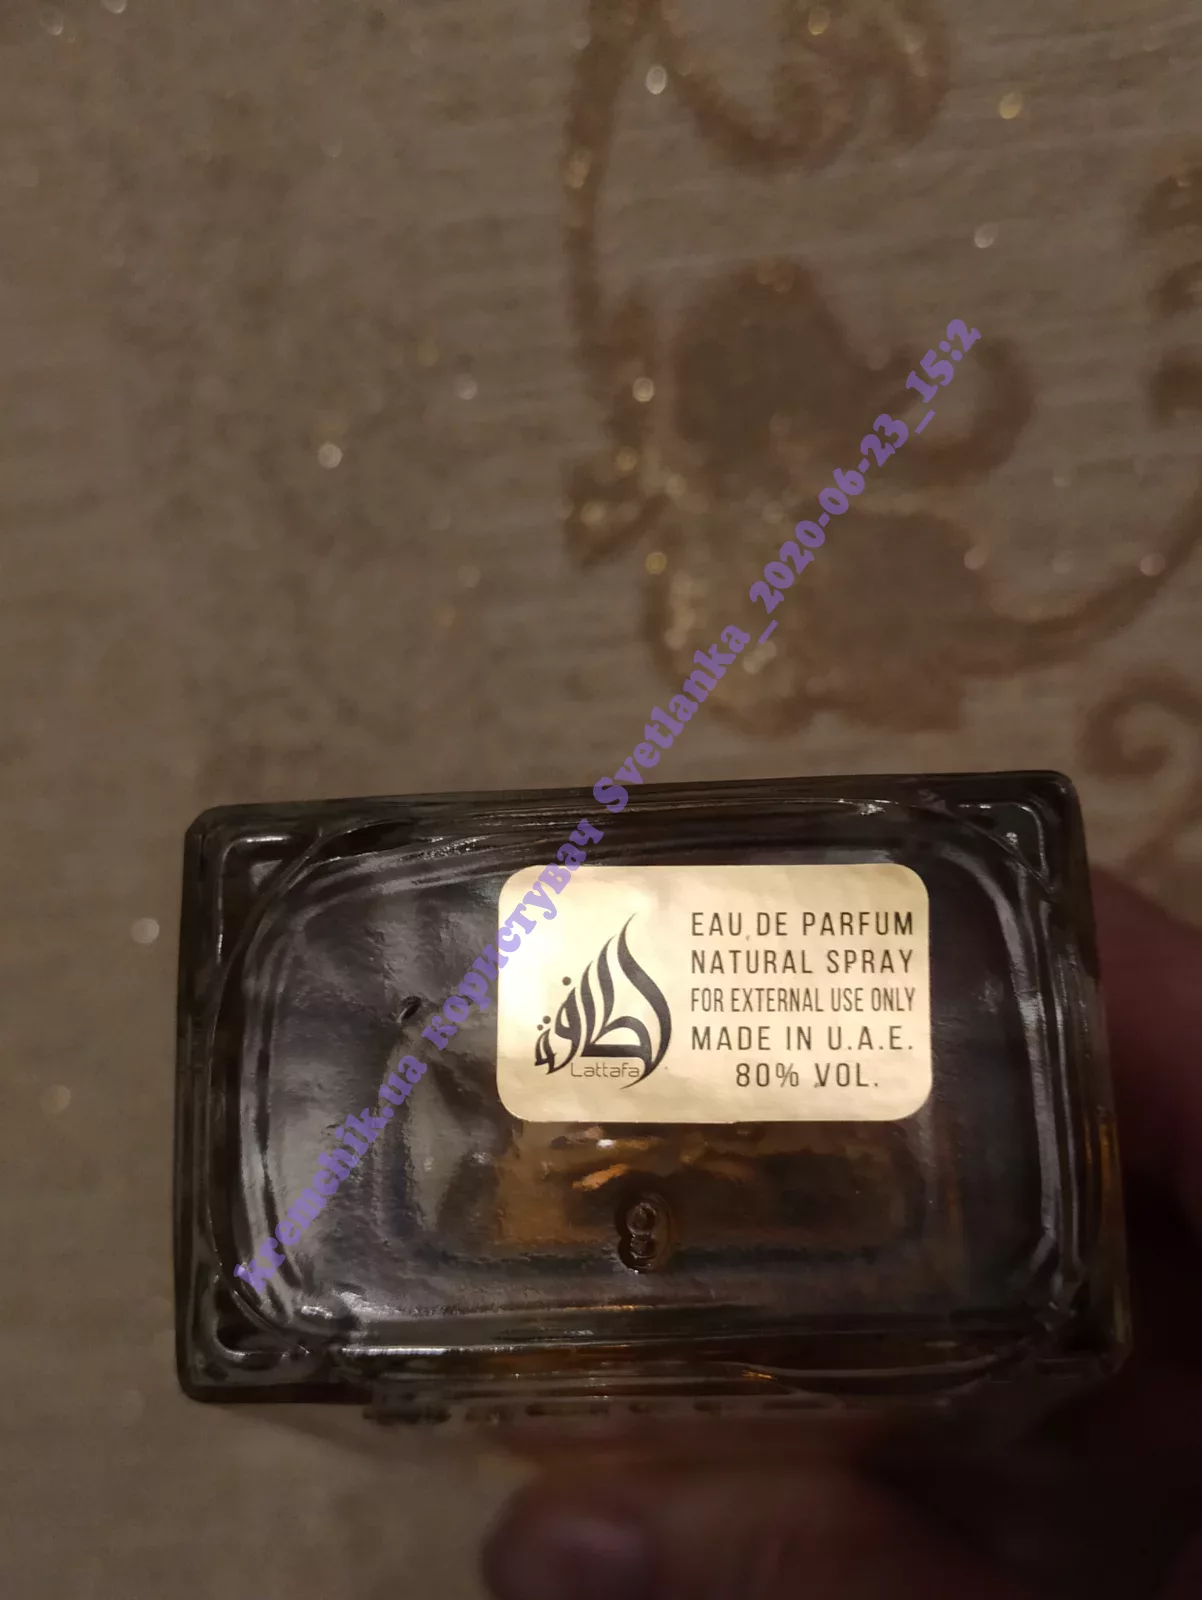 kremchik.ua користувач Svetlanka_2020-06-23_15:2
لطافة
Lattafa
EAU DE PARFUM
NATURAL SPRAY
FOR EXTERNAL USE ONLY
MADE IN U.A.E.
80% VOL.